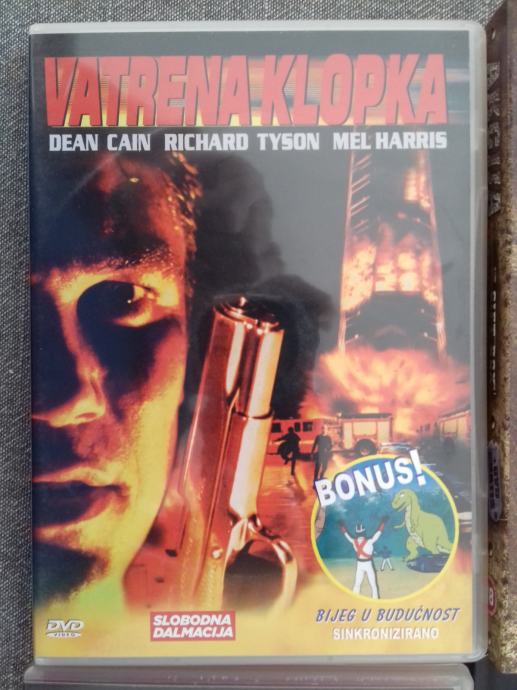 VATRENA KLOPKA
DEAN CAIN RICHARD TYSON MEL HARRIS
BONUS!
BIJEG U BUDUĆNOST
SINKRONIZIRANO
SLOBODNA
DALMACIJA
DVD
VIDEO